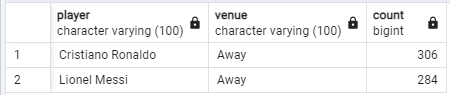 player venue count
character varying (100) character varying (100) bigint
1 Cristiano Ronaldo Away 306
2 Lionel Messi Away 284